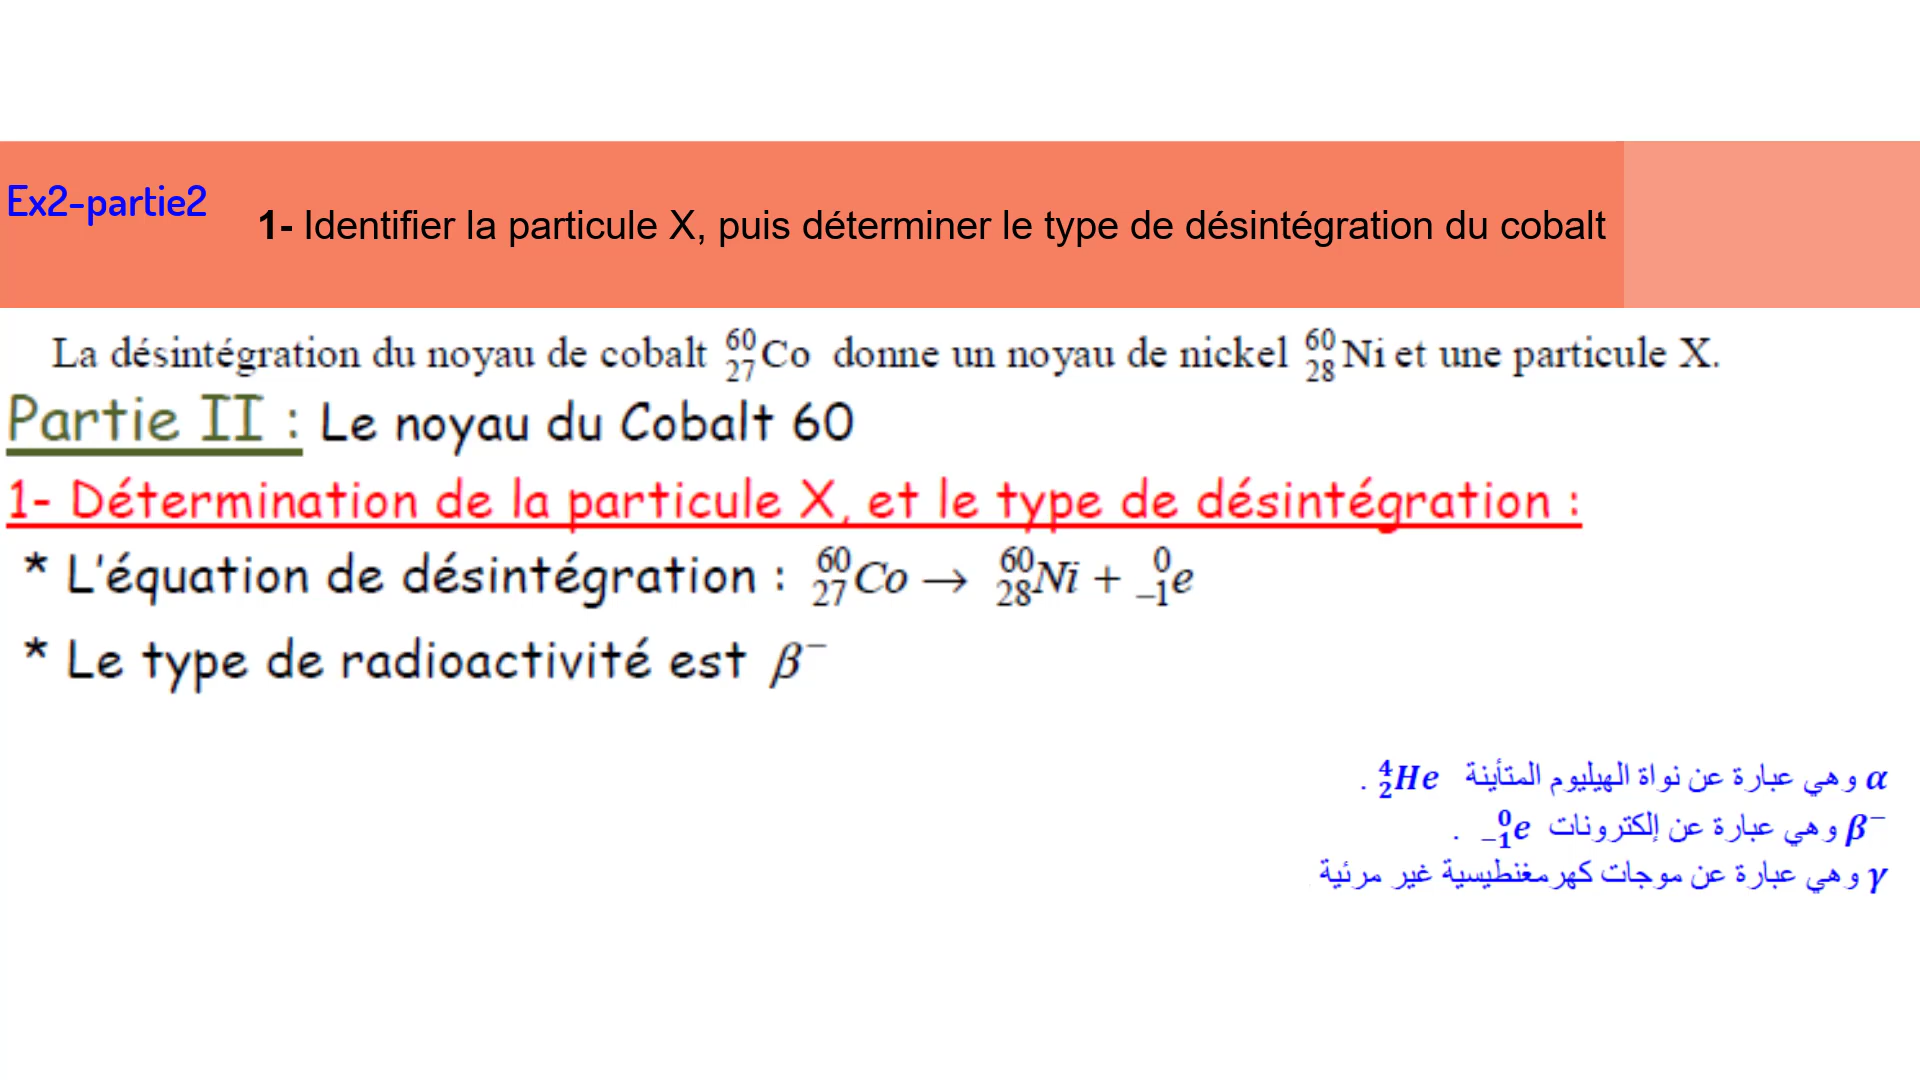 Ex2-partie2
1- Identifier la particule X, puis déterminer le type de désintégration du cobalt
La désintégration du noyau de cobalt ⁶⁰₂₇Co donne un noyau de nickel ⁶⁰₂₈Ni et une particule X.
Partie II : Le noyau du Cobalt 60
1- Détermination de la particule X, et le type de désintégration :
* L'équation de désintégration : ⁶⁰₂₇Co → ⁶⁰₂₈Ni + ⁰₋₁e
* Le type de radioactivité est β⁻
α وهي عبارة عن نواة الهيليوم المتأينة ⁴₂He .
β⁻ وهي عبارة عن إلكترونات ⁰₋₁e .
γ وهي عبارة عن موجات كهرمغنطيسية غير مرئية